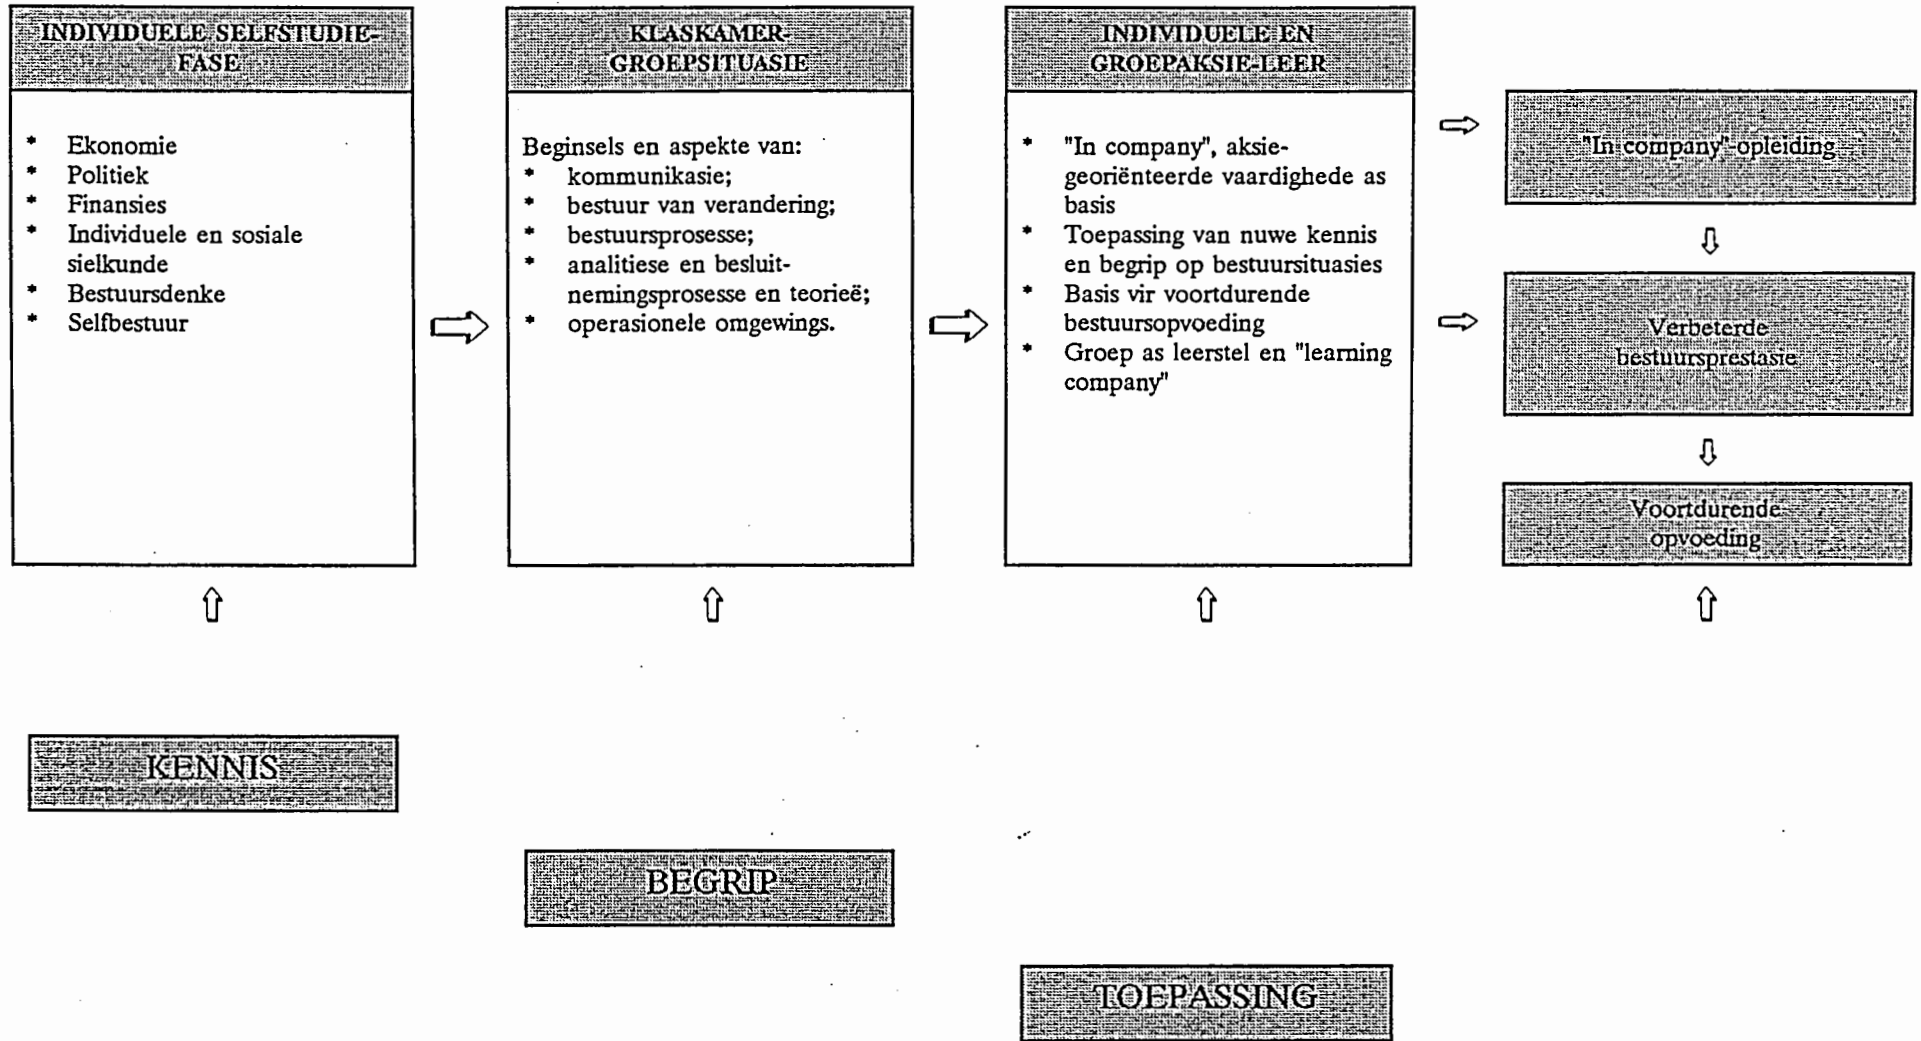 INDIVIDUELE SELFSTUDIE-
FASE
* Ekonomie
* Politiek
* Finansies
* Individuele en sosiale
sielkunde
* Bestuursdenke
* Selfbestuur
KLASKAMER-
GROEPSITUASIE
Beginsels en aspekte van:
* kommunikasie;
* bestuur van verandering;
* bestuursprosesse;
* analitiese en besluit-
nemingsprosesse en teorieë;
* operasionele omgewings.
INDIVIDUELE EN
GROEPAKSIE-LEER
* "In company", aksie-
georiënteerde vaardighede as
basis
* Toepassing van nuwe kennis
en begrip op bestuursituasies
* Basis vir voortdurende
bestuursopvoeding
* Groep as leerstel en "learning
company"
"In company"-opleiding
Verbeterde
bestuursprestasie
Voortdurende
opvoeding
KENNIS
BEGRIP
TOEPASSING